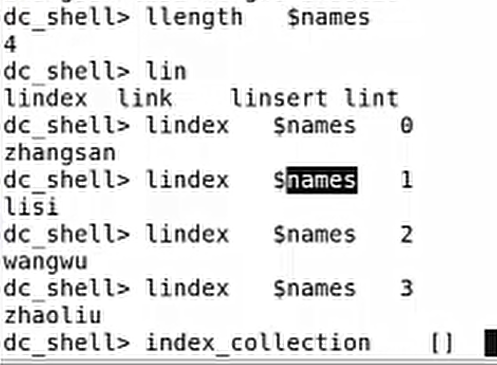 dc_shell> llength $names
4
dc_shell> lin
lindex link linsert lint
dc_shell> lindex $names 0
zhangsan
dc_shell> lindex $names 1
lisi
dc_shell> lindex $names 2
wangwu
dc_shell> lindex $names 3
zhaoliu
dc_shell> index_collection []